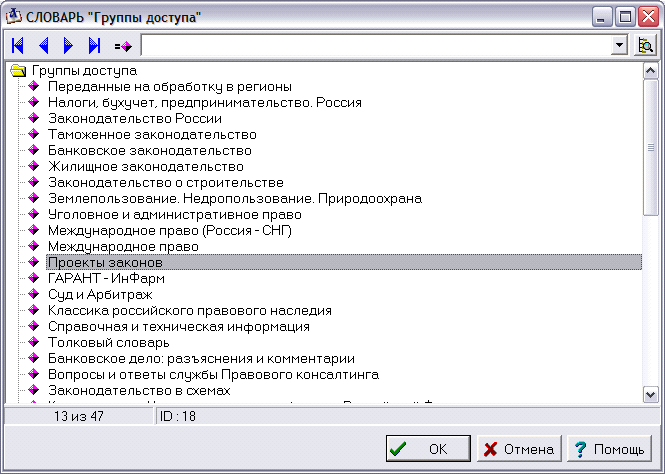 СЛОВАРЬ "Группы доступа"
Группы доступа
Переданные на обработку в регионы
Налоги, бухучет, предпринимательство. Россия
Законодательство России
Таможенное законодательство
Банковское законодательство
Жилищное законодательство
Законодательство о строительстве
Землепользование. Недропользование. Природоохрана
Уголовное и административное право
Международное право (Россия - СНГ)
Международное право
Проекты законов
ГАРАНТ - ИнФарм
Суд и Арбитраж
Классика российского правового наследия
Справочная и техническая информация
Толковый словарь
Банковское дело: разъяснения и комментарии
Вопросы и ответы службы Правового консалтинга
Законодательство в схемах
13 из 47 ID : 18
OK Отмена ? Помощь